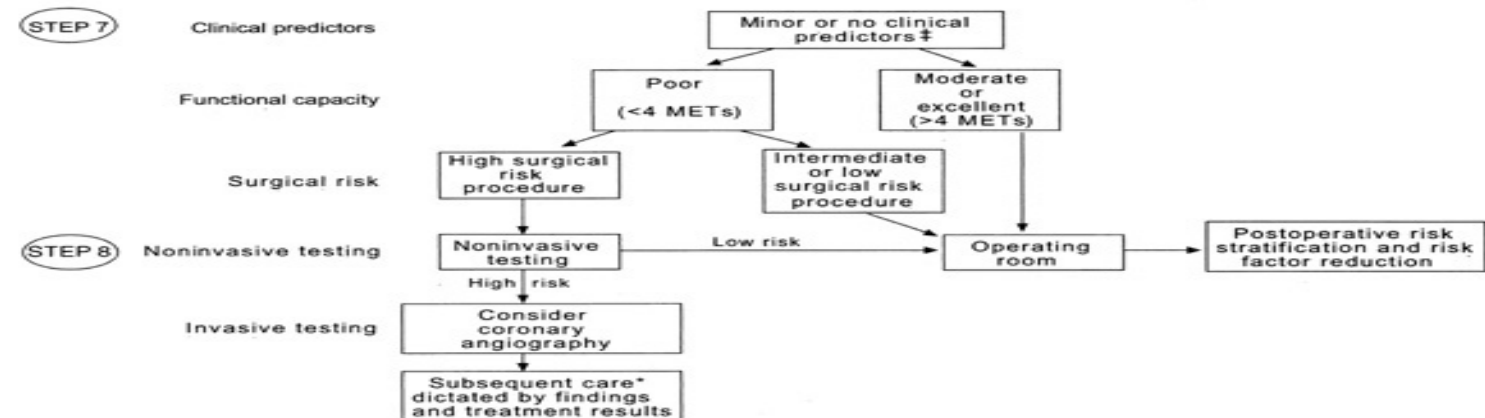 STEP 7
Clinical predictors
Minor or no clinical
predictors‡
Functional capacity
Poor
(<4 METs)
Moderate
or
excellent
(>4 METs)
Surgical risk
High surgical
risk
procedure
Intermediate
or low
surgical risk
procedure
STEP 8
Noninvasive testing
Noninvasive
testing
Low risk
Operating
room
Postoperative risk
stratification and risk
factor reduction
High risk
Invasive testing
Consider
coronary
angiography
Subsequent care*
dictated by findings
and treatment results